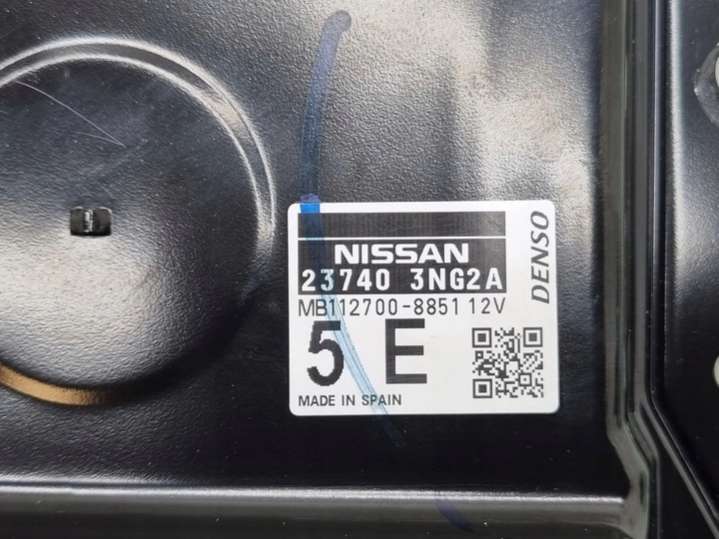 NISSAN
23740 3NG2A
MB112700-8851 12V
5 E
MADE IN SPAIN
DENSO